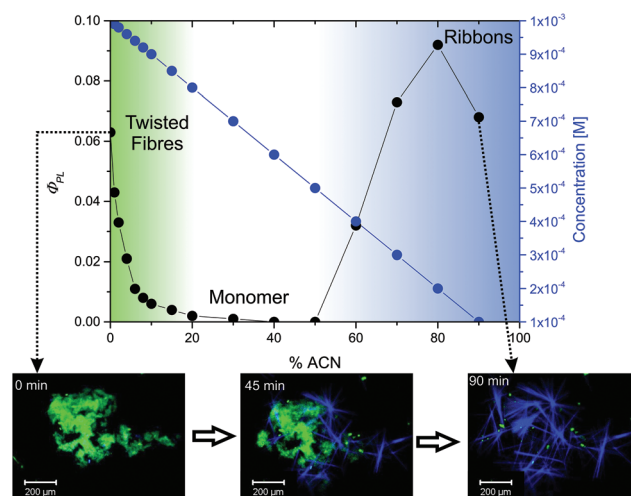 0.10
0.08
0.06
0.04
0.02
0.00
Φ_PL
Twisted
Fibres
Monomer
Ribbons
1x10⁻³
9x10⁻⁴
8x10⁻⁴
7x10⁻⁴
6x10⁻⁴
5x10⁻⁴
4x10⁻⁴
3x10⁻⁴
2x10⁻⁴
1x10⁻⁴
Concentration [M]
0 20 40 60 80 100
% ACN
0 min
200 µm
45 min
200 µm
90 min
200 µm